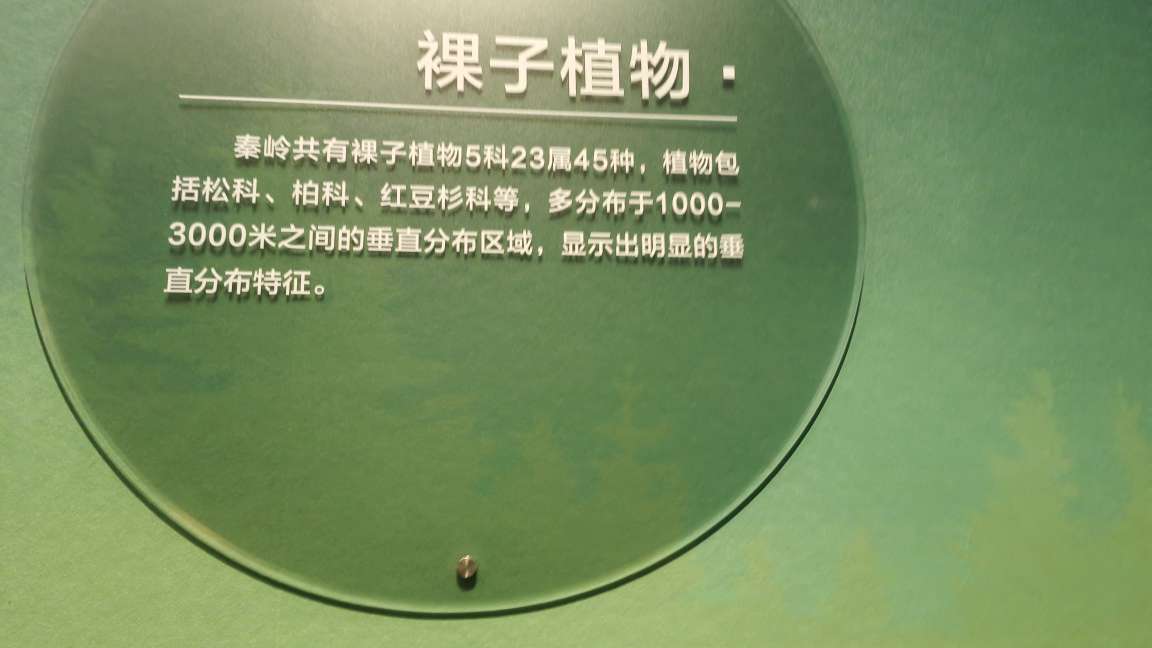 裸子植物·
秦岭共有裸子植物5科23属45种，植物包
括松科、柏科、红豆杉科等，多分布于1000-
3000米之间的垂直分布区域，显示出明显的垂
直分布特征。